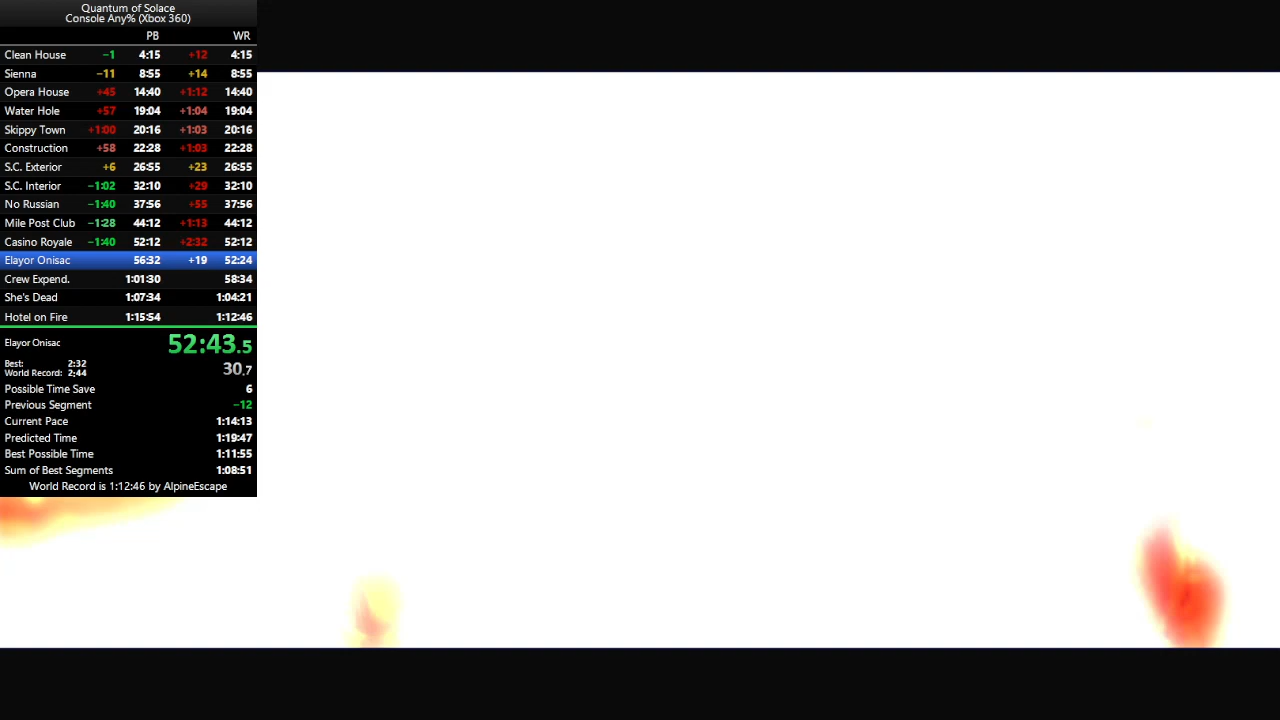 Quantum of Solace
Console Any% (Xbox 360)
PB WR
Clean House −1 4:15 +12 4:15
Sienna −11 8:55 +14 8:55
Opera House +45 14:40 +1:12 14:40
Water Hole +57 19:04 +1:04 19:04
Skippy Town +1:00 20:16 +1:03 20:16
Construction +58 22:28 +1:03 22:28
S.C. Exterior +6 26:55 +23 26:55
S.C. Interior −1:02 32:10 +29 32:10
No Russian −1:40 37:56 +55 37:56
Mile Post Club −1:28 44:12 +1:13 44:12
Casino Royale −1:40 52:12 +2:32 52:12
Elayor Onisac 56:32 +19 52:24
Crew Expend. 1:01:30 58:34
She's Dead 1:07:34 1:04:21
Hotel on Fire 1:15:54 1:12:46
Elayor Onisac 52:43.5
Best: 2:32
World Record: 2:44
30.7
Possible Time Save 6
Previous Segment −12
Current Pace 1:14:13
Predicted Time 1:19:47
Best Possible Time 1:11:55
Sum of Best Segments 1:08:51
World Record is 1:12:46 by AlpineEscape